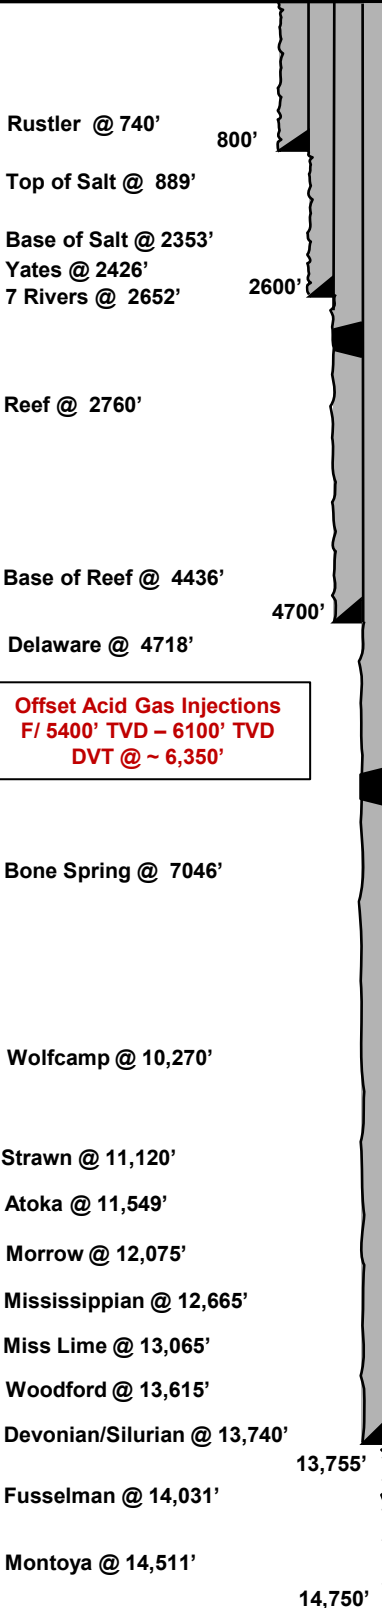 Rustler @ 740’
800’
Top of Salt @ 889’
Base of Salt @ 2353’
Yates @ 2426’
2600’
7 Rivers @ 2652’
Reef @ 2760’
Base of Reef @ 4436’
4700’
Delaware @ 4718’
Offset Acid Gas Injections
F/ 5400’ TVD – 6100’ TVD
DVT @ ~ 6,350’
Bone Spring @ 7046’
Wolfcamp @ 10,270’
Strawn @ 11,120’
Atoka @ 11,549’
Morrow @ 12,075’
Mississippian @ 12,665’
Miss Lime @ 13,065’
Woodford @ 13,615’
Devonian/Silurian @ 13,740’
13,755’
Fusselman @ 14,031’
Montoya @ 14,511’
14,750’